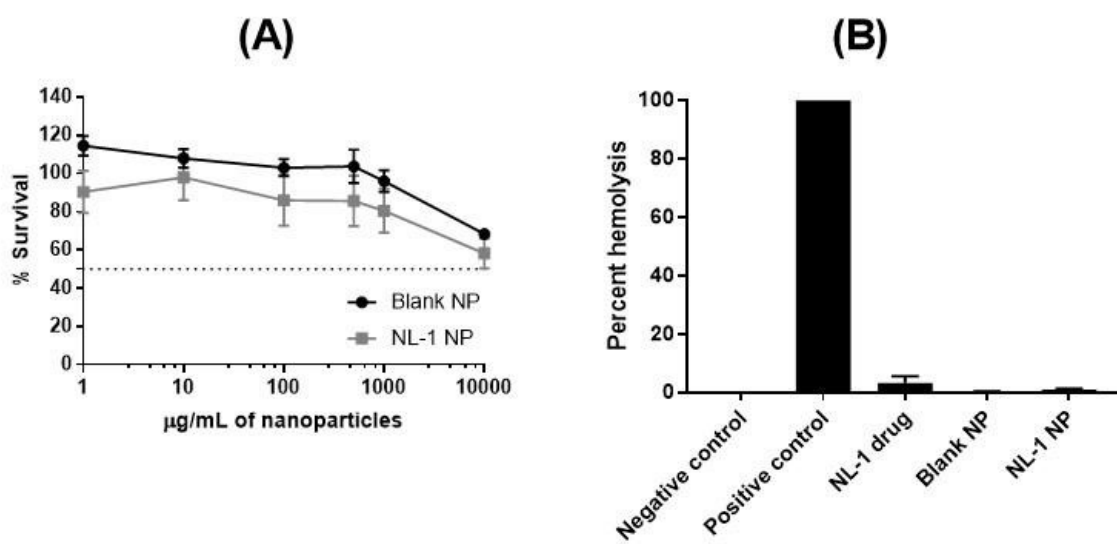 (A)
140
120
100
80
60
40
20
0
% Survival
Blank NP
NL-1 NP
1
10
100
1000
10000
µg/mL of nanoparticles
(B)
100
80
60
40
20
0
Percent hemolysis
Negative control
Positive control
NL-1 drug
Blank NP
NL-1 NP